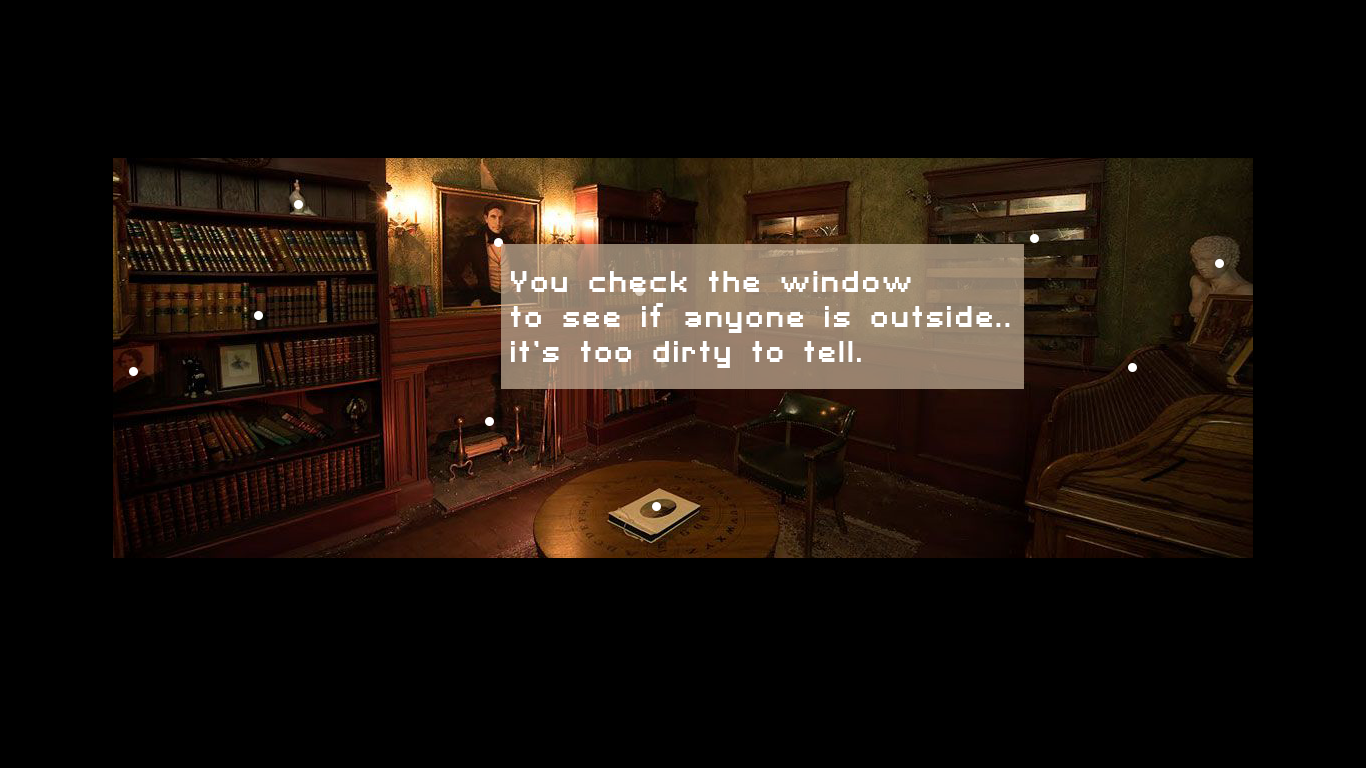 You check the window
to see if anyone is outside..
it's too dirty to tell.